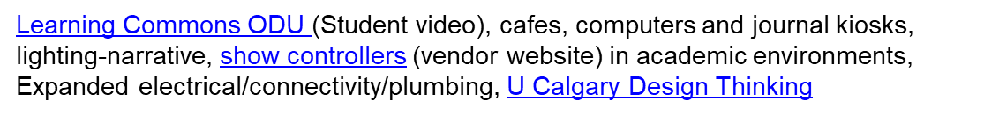 Learning Commons ODU (Student video), cafes, computers and journal kiosks,
lighting-narrative, show controllers (vendor website) in academic environments,
Expanded electrical/connectivity/plumbing, U Calgary Design Thinking